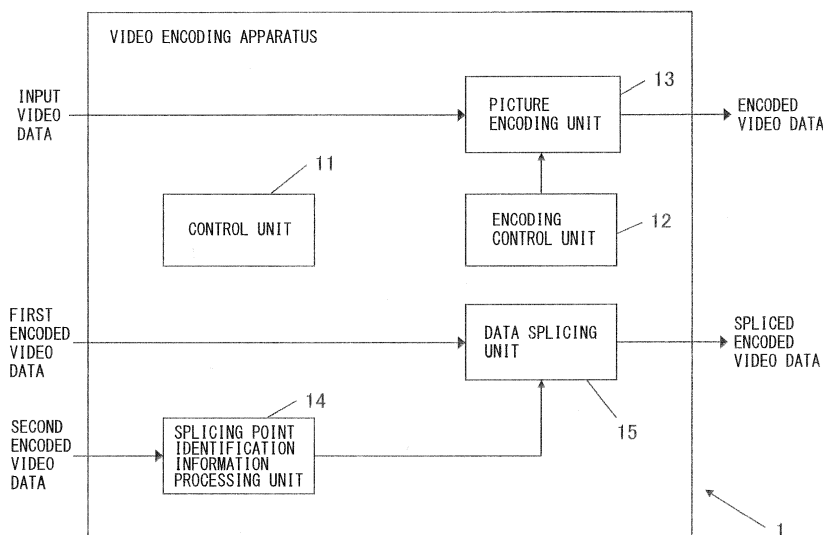 VIDEO ENCODING APPARATUS
INPUT
VIDEO
DATA
PICTURE
ENCODING UNIT
13
ENCODED
VIDEO DATA
11
CONTROL UNIT
ENCODING
CONTROL UNIT
12
FIRST
ENCODED
VIDEO
DATA
DATA SPLICING
UNIT
15
SPLICED
ENCODED
VIDEO DATA
SECOND
ENCODED
VIDEO
DATA
14
SPLICING POINT
IDENTIFICATION
INFORMATION
PROCESSING UNIT
1